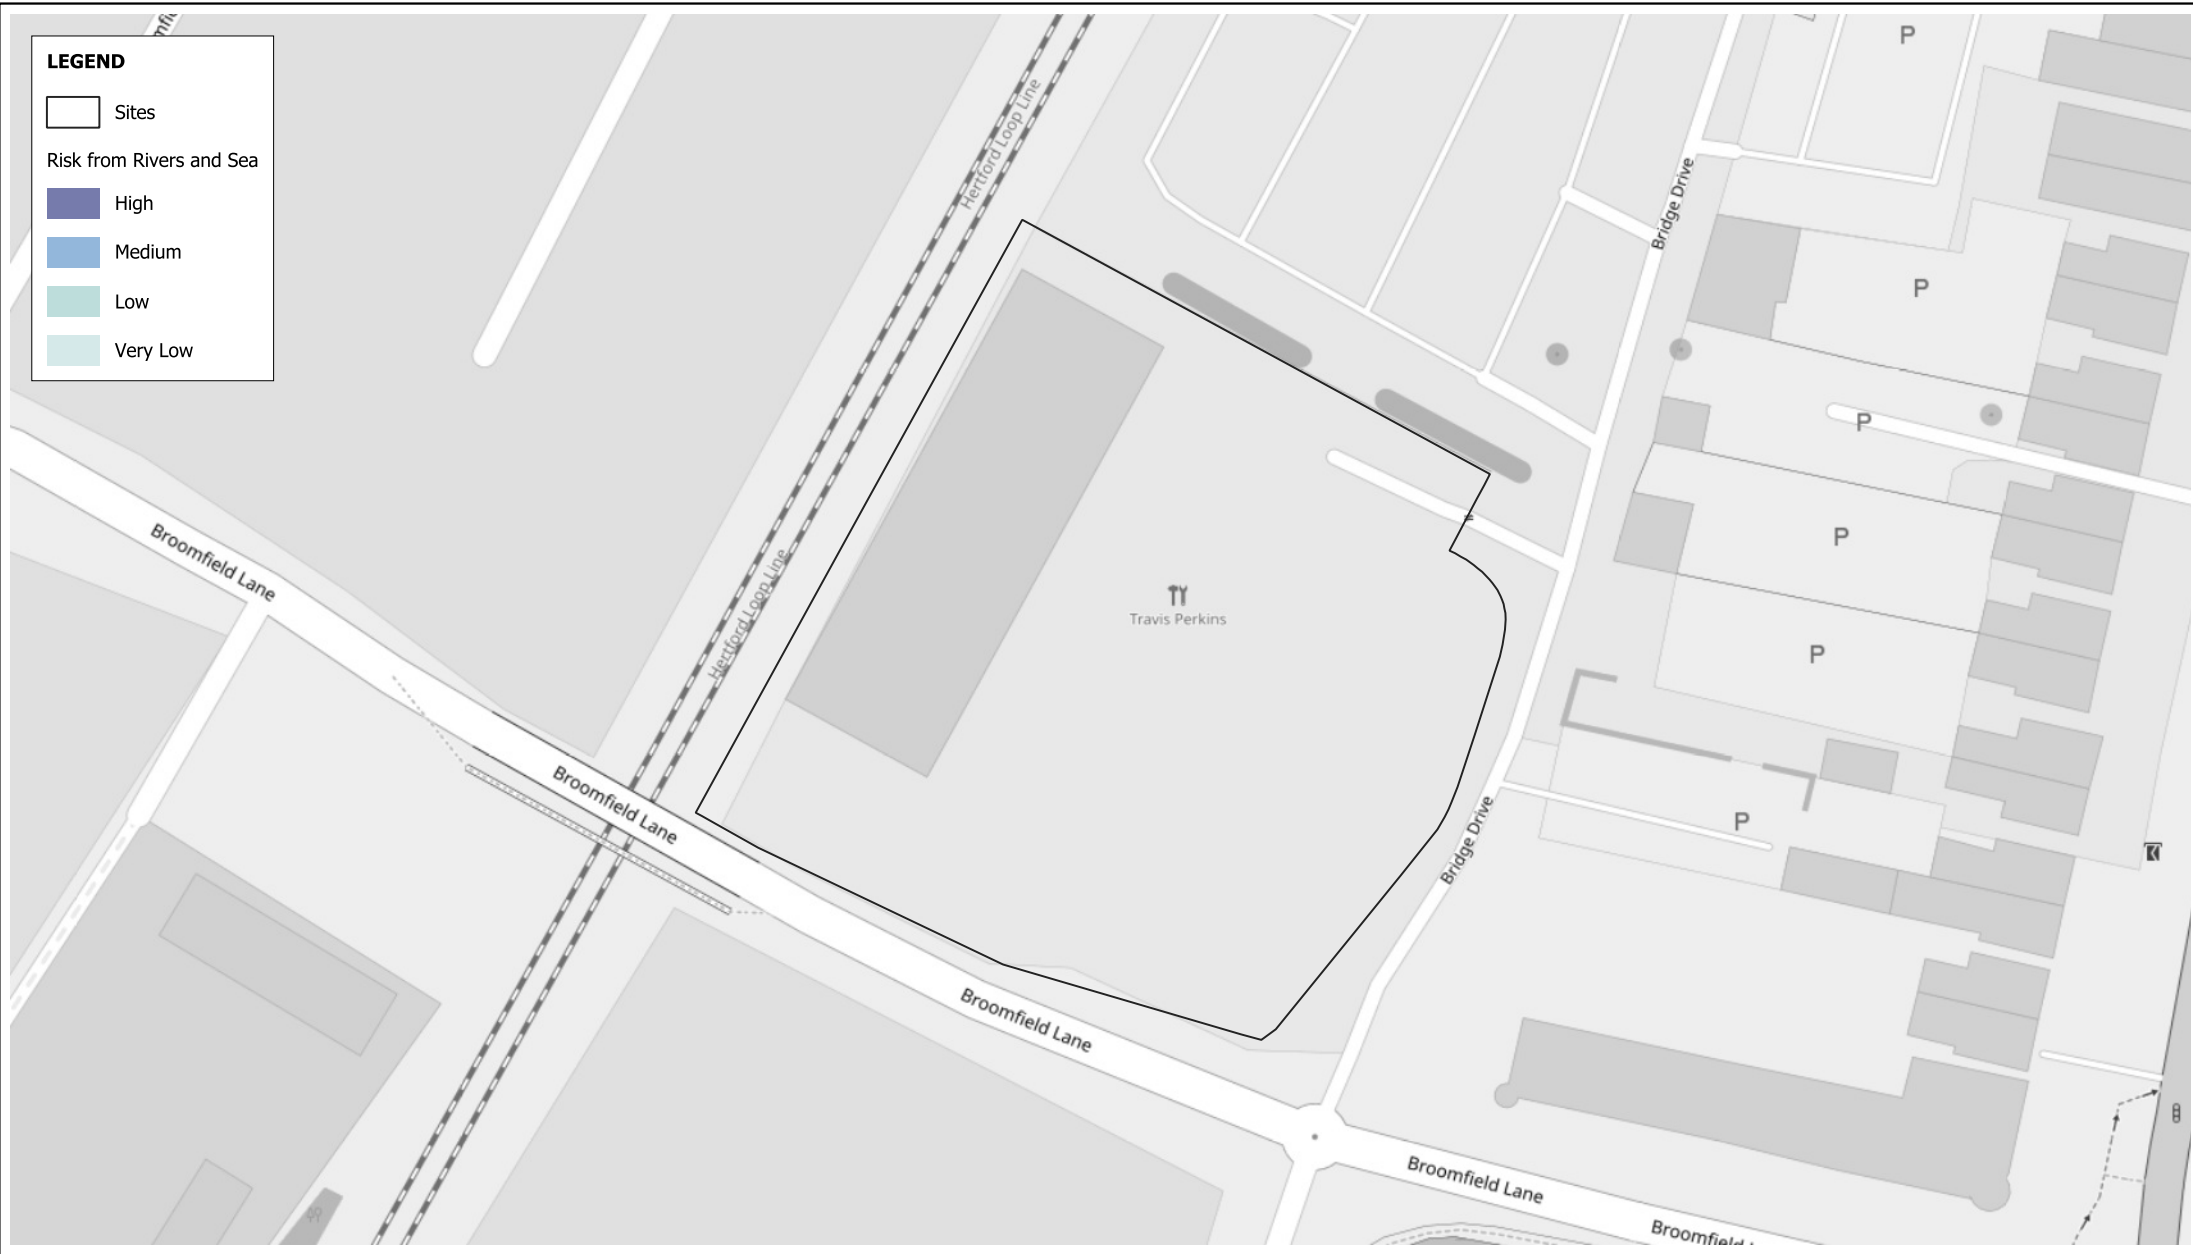 LEGEND
Sites
Risk from Rivers and Sea
High
Medium
Low
Very Low
P
Hertford Loop Line
Bridge Drive
P
P
Broomfield Lane
P
Hertford Loop Line
Travis Perkins
P
Broomfield Lane
P
Bridge Drive
Broomfield Lane
Broomfield Lane